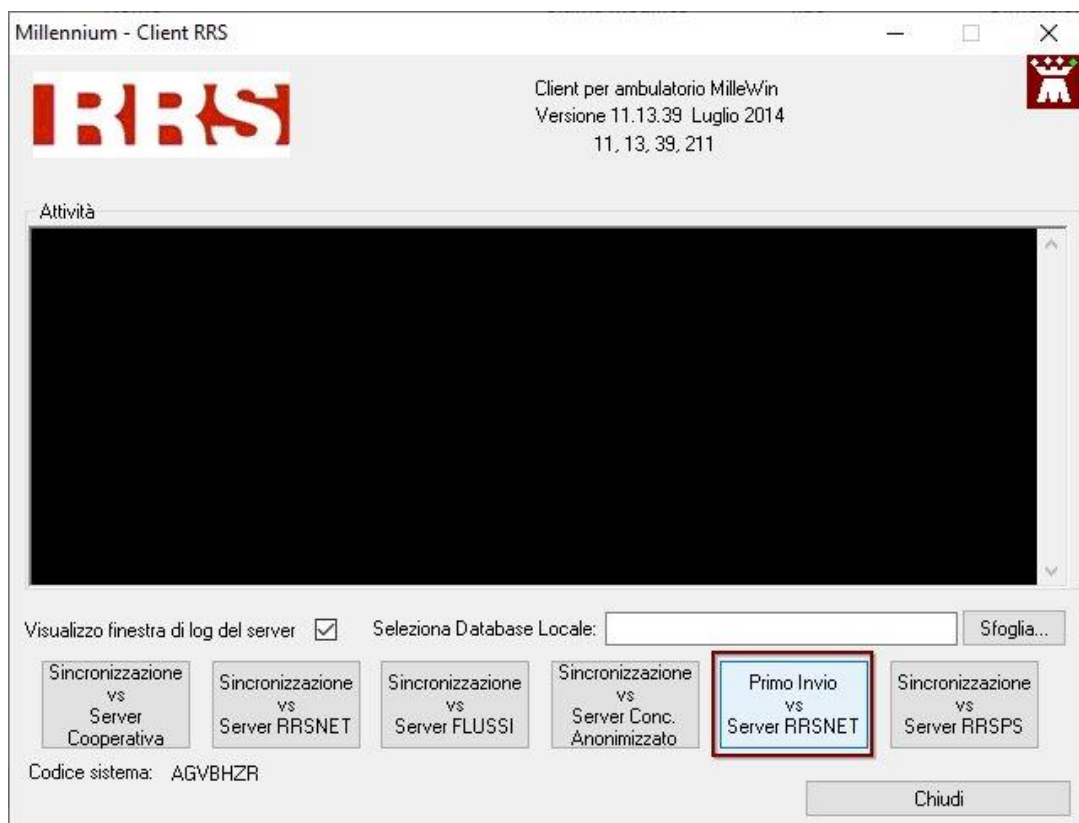 Millennium - Client RRS
RRS
Client per ambulatorio MilleWin
Versione 11.13.39 Luglio 2014
11, 13, 39, 211
Attività
Visualizzo finestra di log del server
Seleziona Database Locale:
Sfoglia...
Sincronizzazione
vs
Server
Cooperativa
Sincronizzazione
vs
Server RRSNET
Sincronizzazione
vs
Server FLUSSI
Sincronizzazione
vs
Server Conc.
Anonimizzato
Primo Invio
vs
Server RRSNET
Sincronizzazione
vs
Server RRSPS
Codice sistema: AGVBHZR
Chiudi